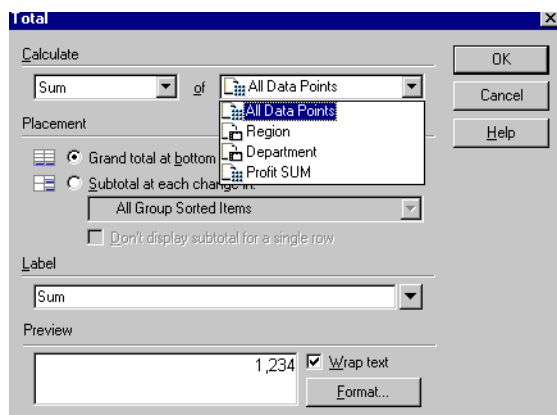 Total
Calculate
OK
Sum of All Data Points
Cancel
All Data Points
Placement
Region
Help
Grand total at bottom
Department
Profit SUM
Subtotal at each change in:
All Group Sorted Items
Don't display subtotal for a single row
Label
Sum
Preview
1,234
Wrap text
Format...